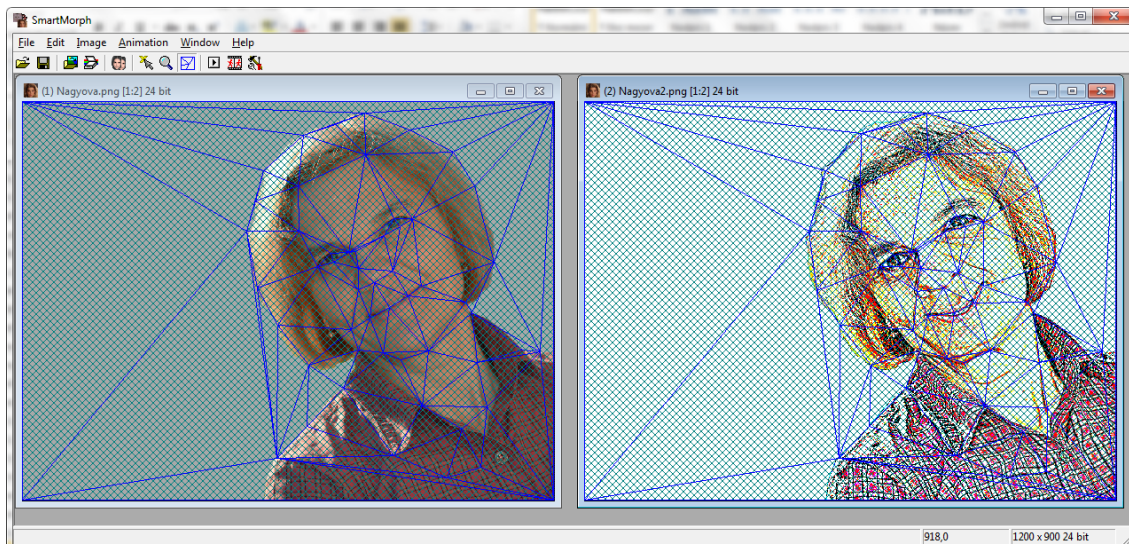 SmartMorph
File Edit Image Animation Window Help
(1) Nagyova.png [1:2] 24 bit
(2) Nagyova2.png [1:2] 24 bit
918,0
1200 x 900 24 bit